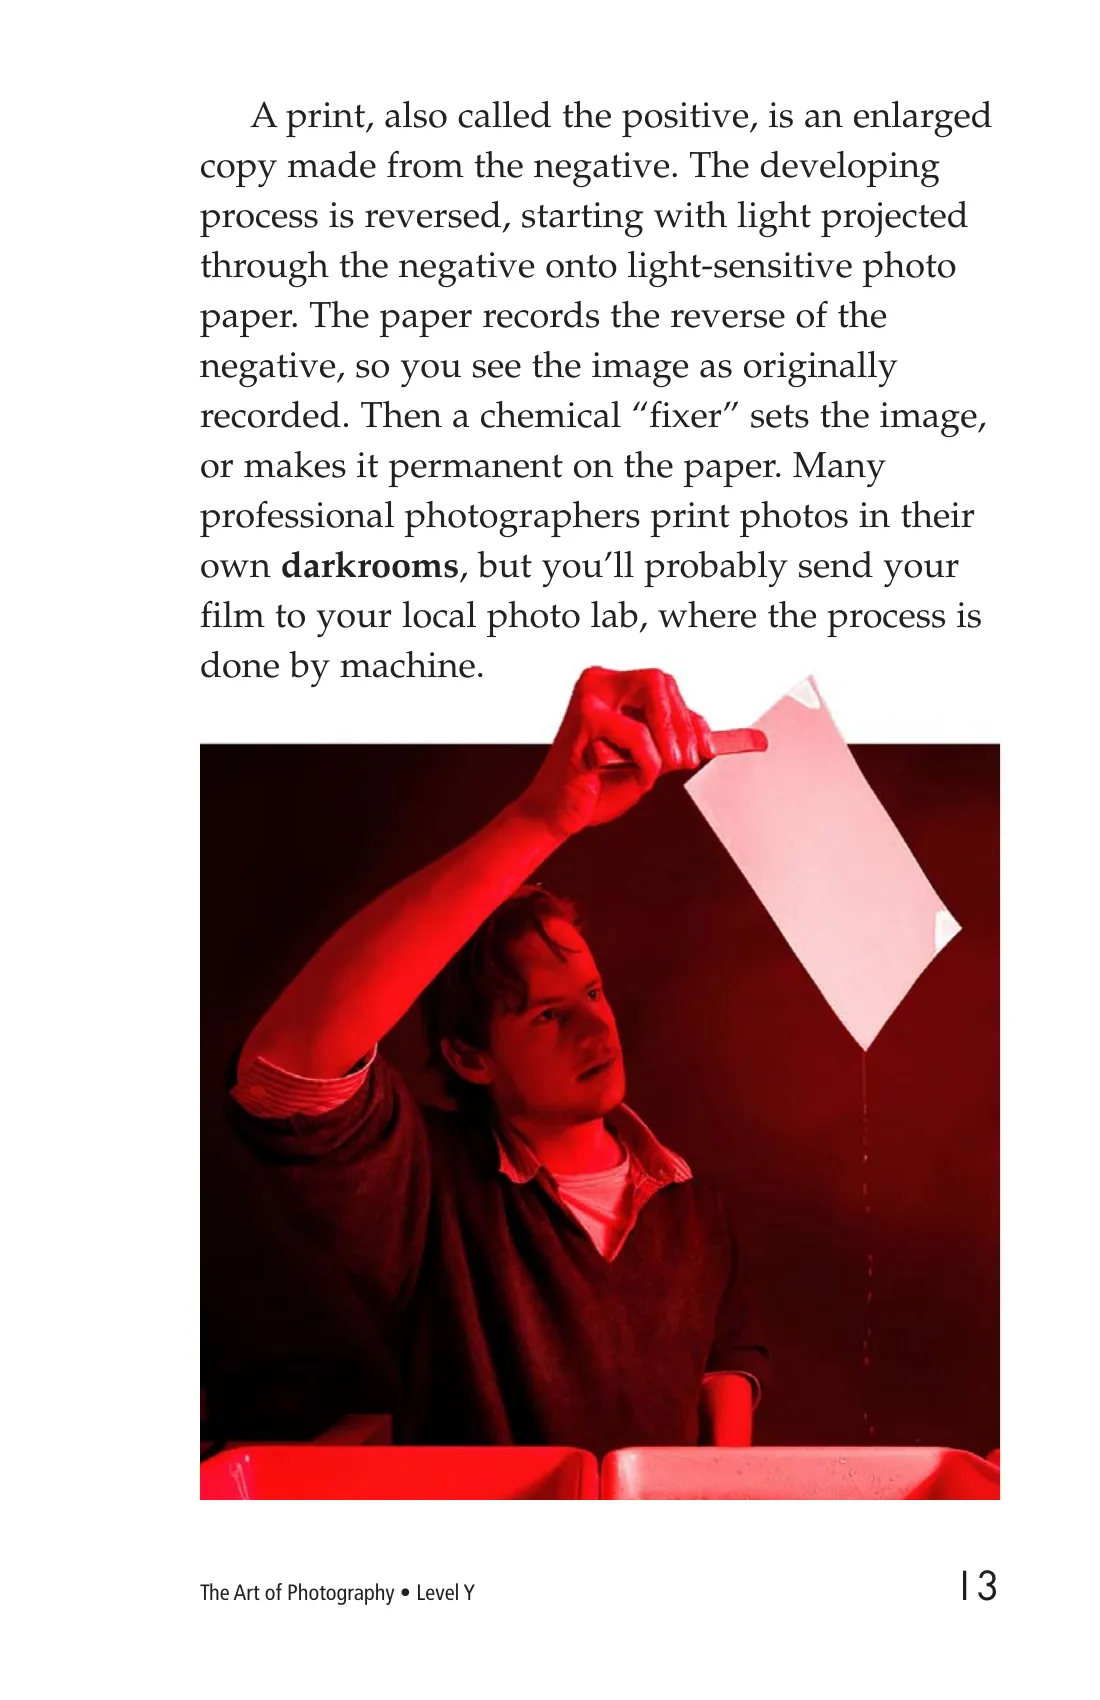 A print, also called the positive, is an enlarged
copy made from the negative. The developing
process is reversed, starting with light projected
through the negative onto light-sensitive photo
paper. The paper records the reverse of the
negative, so you see the image as originally
recorded. Then a chemical “fixer” sets the image,
or makes it permanent on the paper. Many
professional photographers print photos in their
own darkrooms, but you’ll probably send your
film to your local photo lab, where the process is
done by machine.
The Art of Photography • Level Y
13